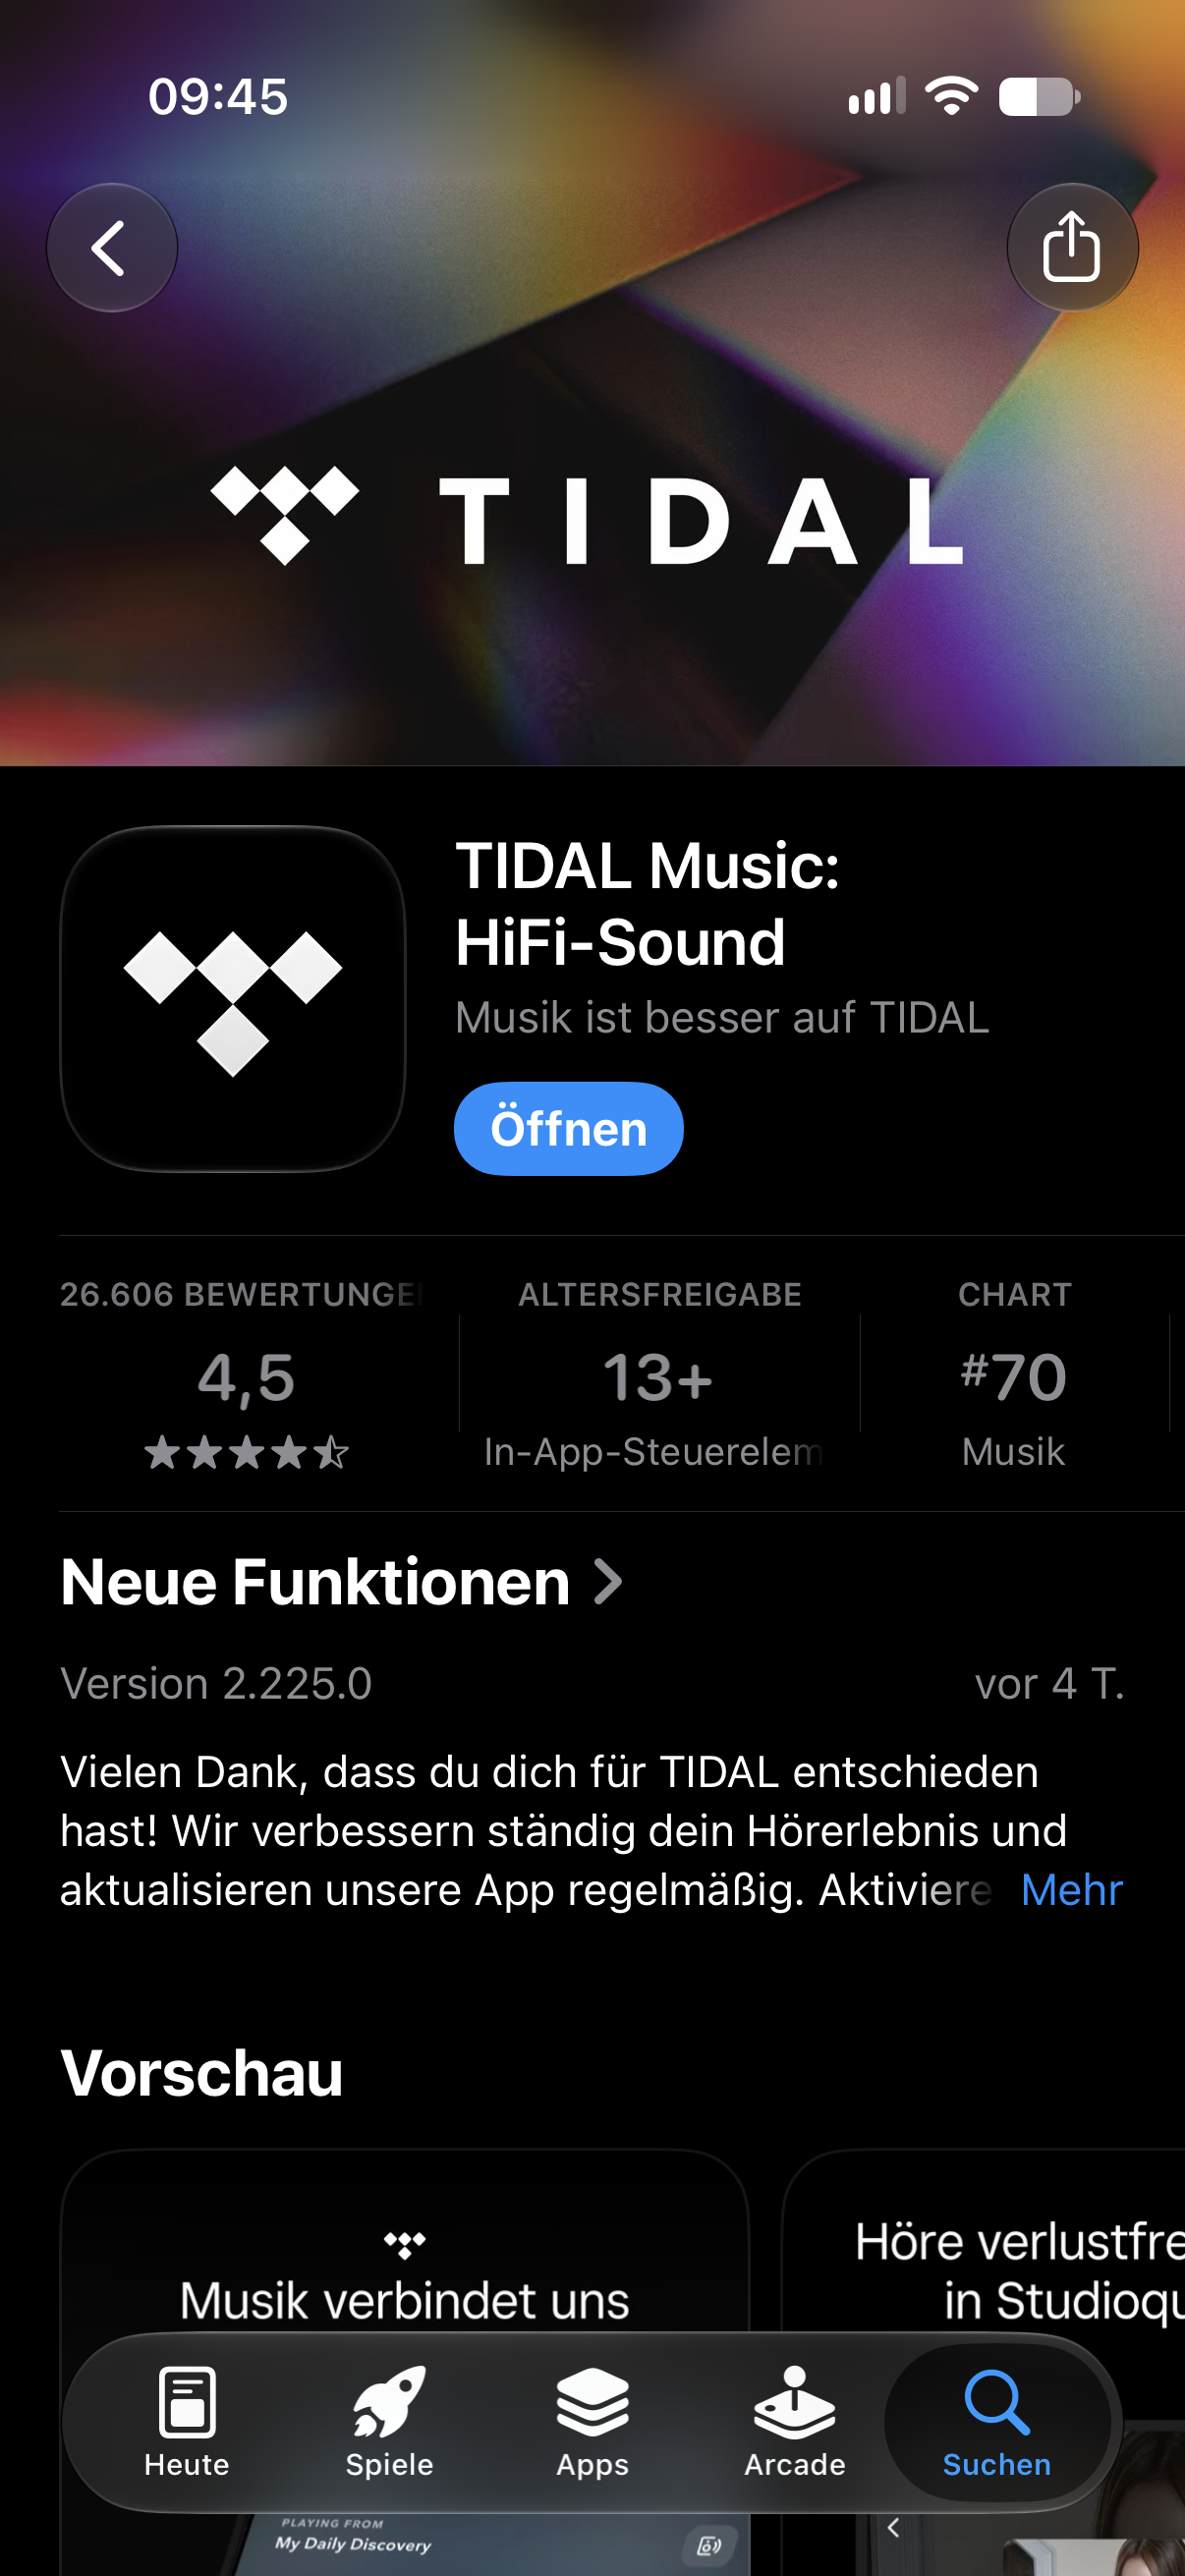 09:45
TIDAL
TIDAL Music:
HiFi-Sound
Musik ist besser auf TIDAL
Öffnen
26.606 BEWERTUNGE
ALTERSFREIGABE
CHART
4,5
13+
#70
In-App-Steuerelem
Musik
Neue Funktionen
Version 2.225.0
vor 4 T.
Vielen Dank, dass du dich für TIDAL entschieden
hast! Wir verbessern ständig dein Hörerlebnis und
aktualisieren unsere App regelmäßig. Aktiviere Mehr
Vorschau
Musik verbindet uns
Höre verlustfre
in Studioqu
Heute
Spiele
Apps
Arcade
Suchen
PLAYING FROM
My Daily Discovery